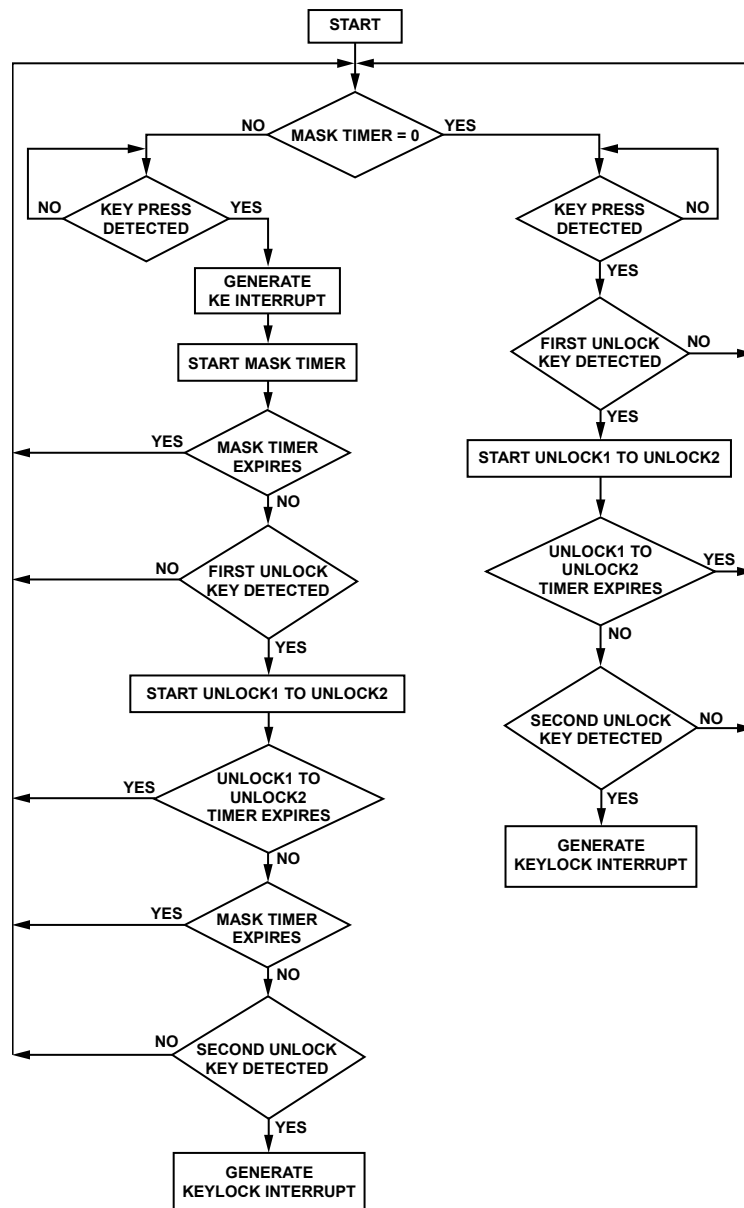 START
MASK TIMER = 0
NO
YES
KEY PRESS
DETECTED
NO
YES
GENERATE
KE INTERRUPT
START MASK TIMER
MASK TIMER
EXPIRES
YES
NO
FIRST UNLOCK
KEY DETECTED
NO
YES
START UNLOCK1 TO UNLOCK2
UNLOCK1 TO
UNLOCK2
TIMER EXPIRES
YES
NO
MASK TIMER
EXPIRES
YES
NO
SECOND UNLOCK
KEY DETECTED
NO
YES
GENERATE
KEYLOCK INTERRUPT
KEY PRESS
DETECTED
NO
YES
FIRST UNLOCK
KEY DETECTED
NO
YES
START UNLOCK1 TO UNLOCK2
UNLOCK1 TO
UNLOCK2
TIMER EXPIRES
YES
NO
SECOND UNLOCK
KEY DETECTED
NO
YES
GENERATE
KEYLOCK INTERRUPT